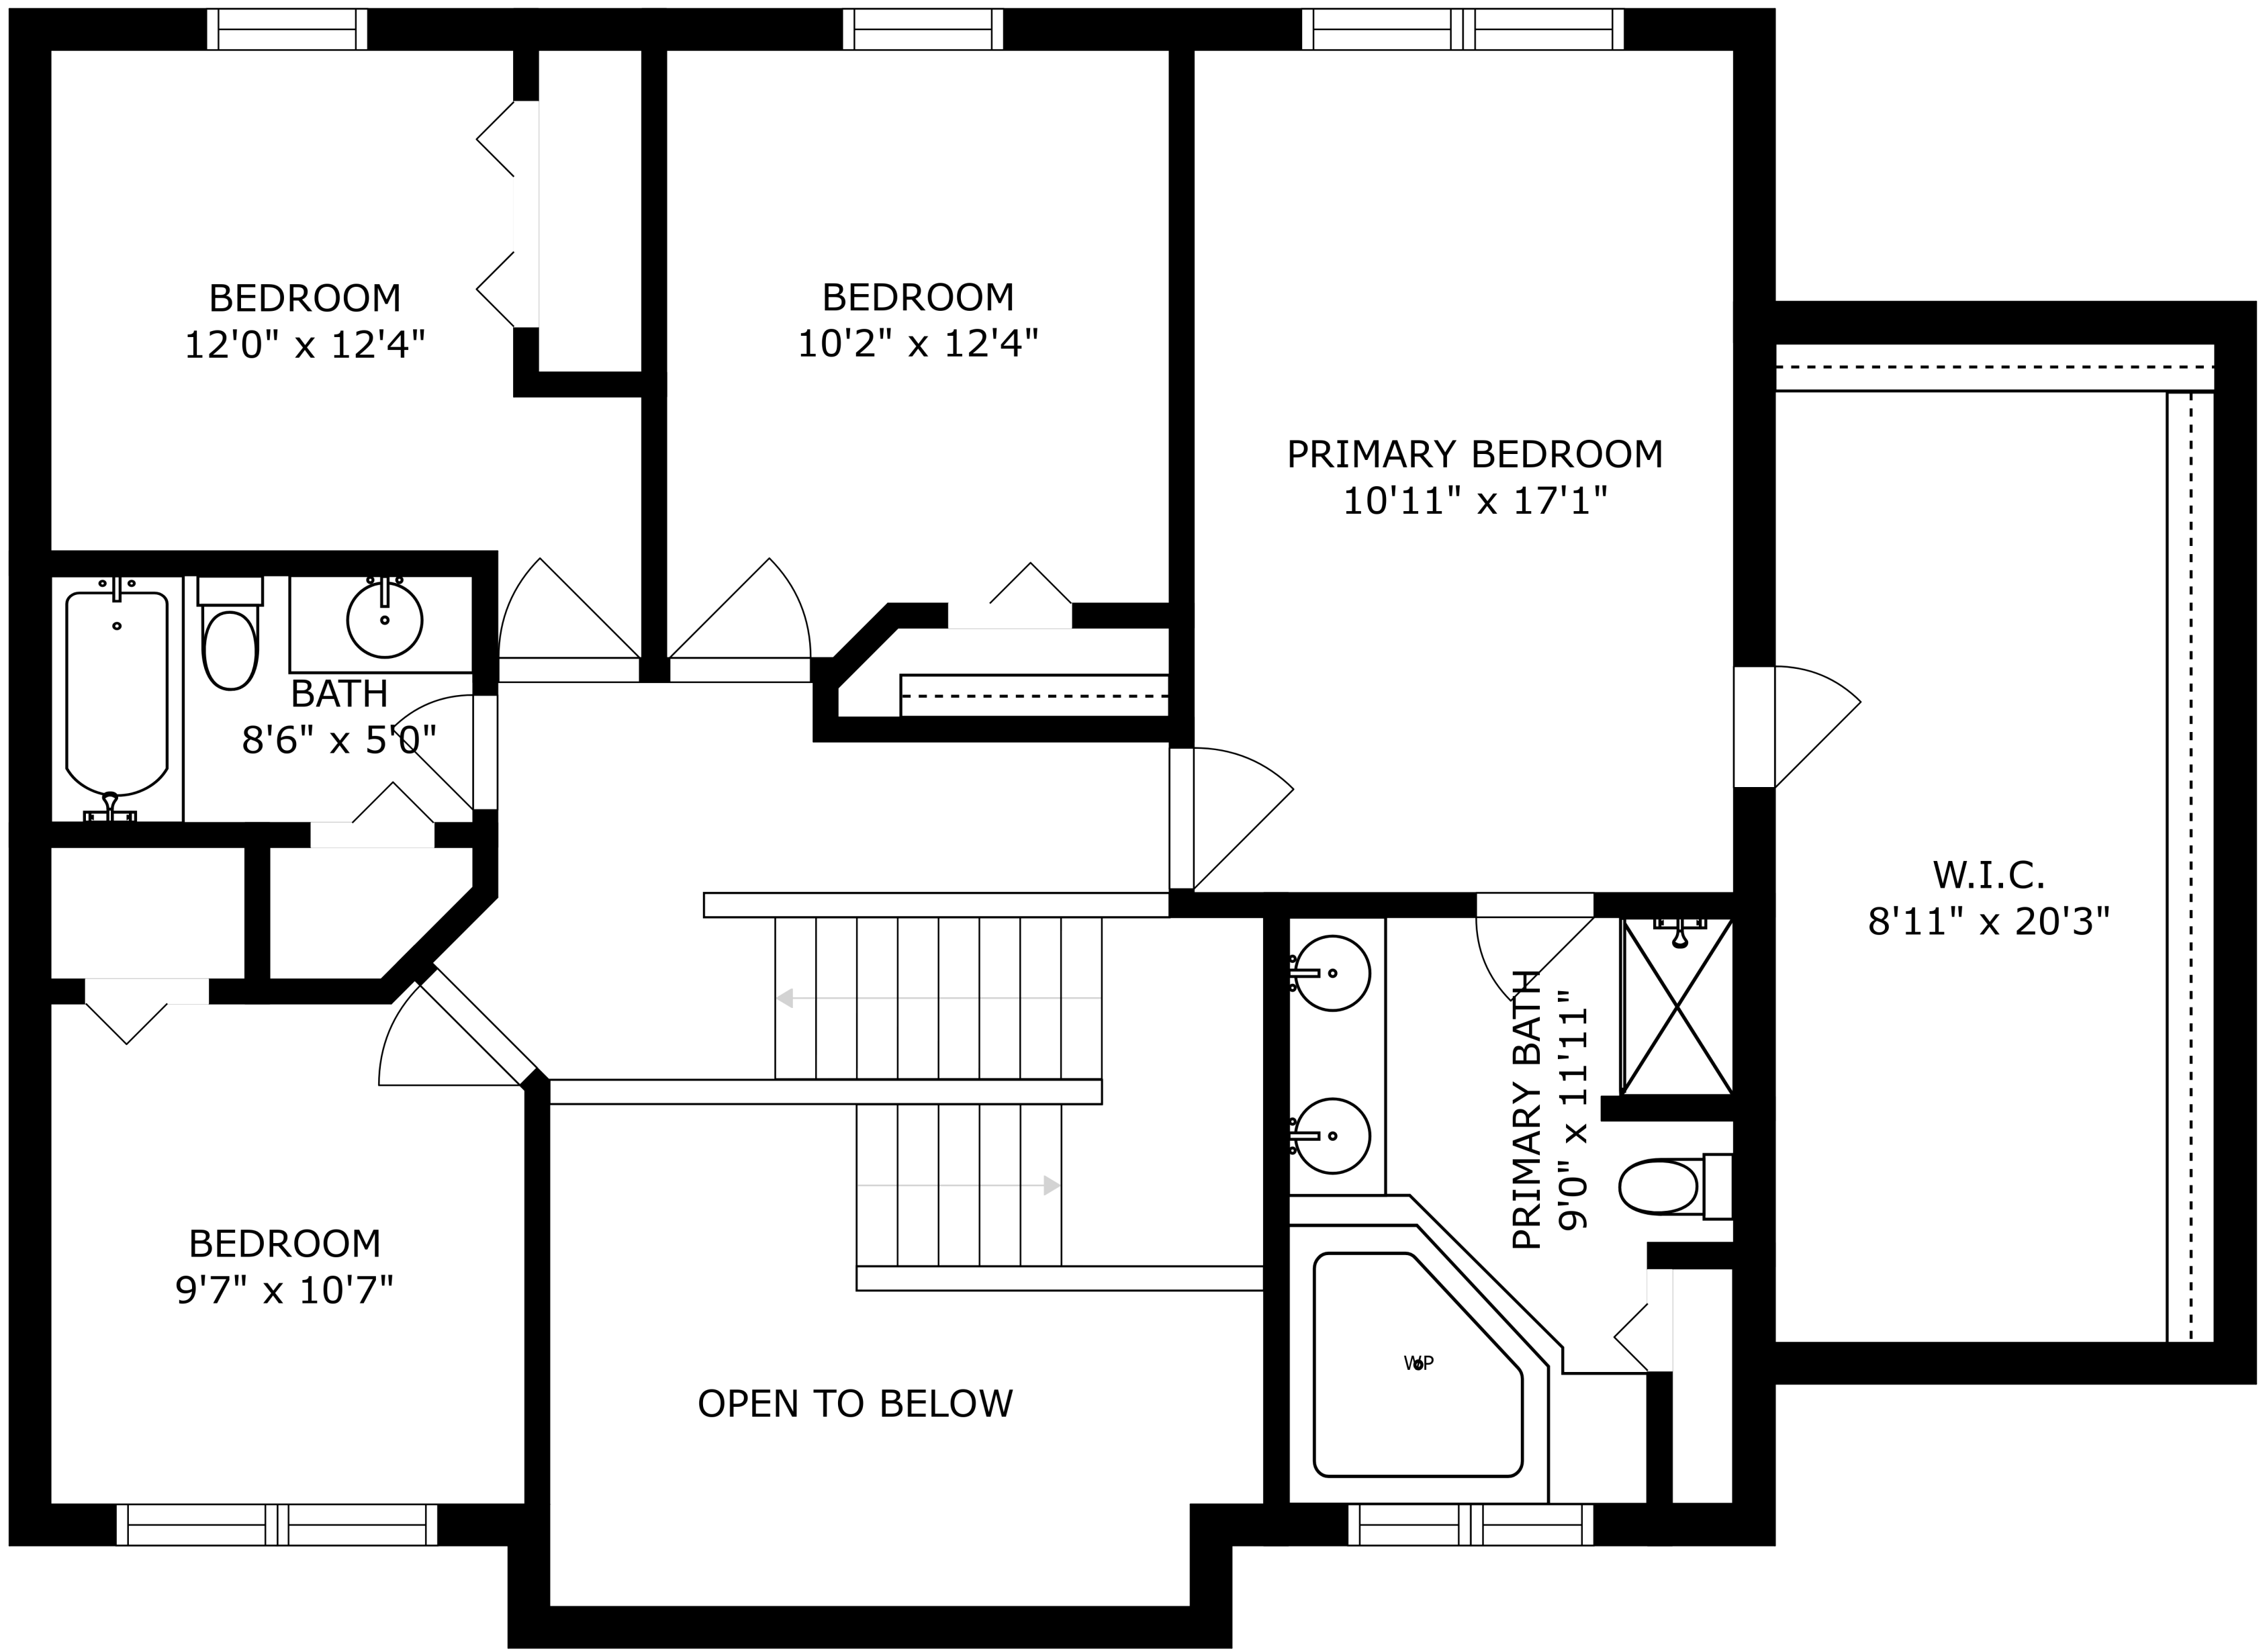 BEDROOM
12'0" x 12'4"
BEDROOM
10'2" x 12'4"
PRIMARY BEDROOM
10'11" x 17'1"
BATH
8'6" x 5'0"
W.I.C.
8'11" x 20'3"
PRIMARY BATH
9'0" x 11'11"
BEDROOM
9'7" x 10'7"
OPEN TO BELOW
WP